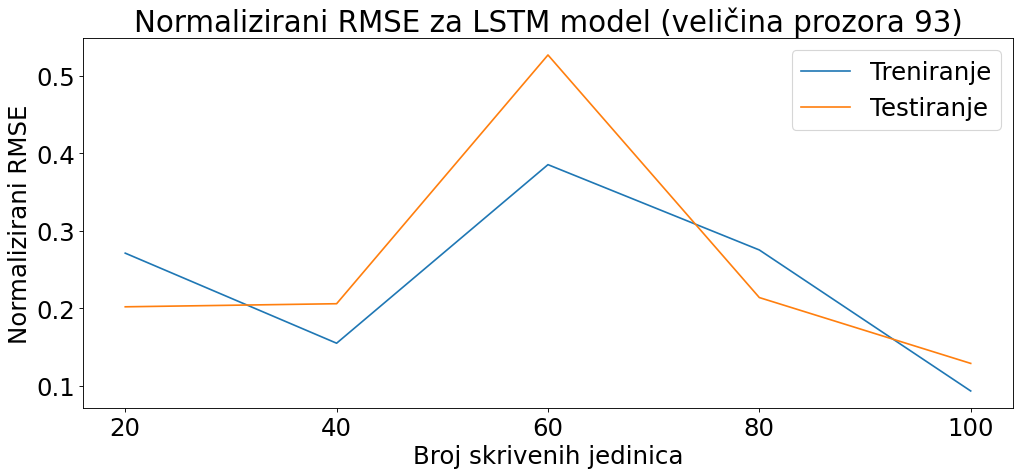 Normalizirani RMSE za LSTM model (veličina prozora 93)
Treniranje
Testiranje
Normalizirani RMSE
0.5
0.4
0.3
0.2
0.1
20 40 60 80 100
Broj skrivenih jedinica